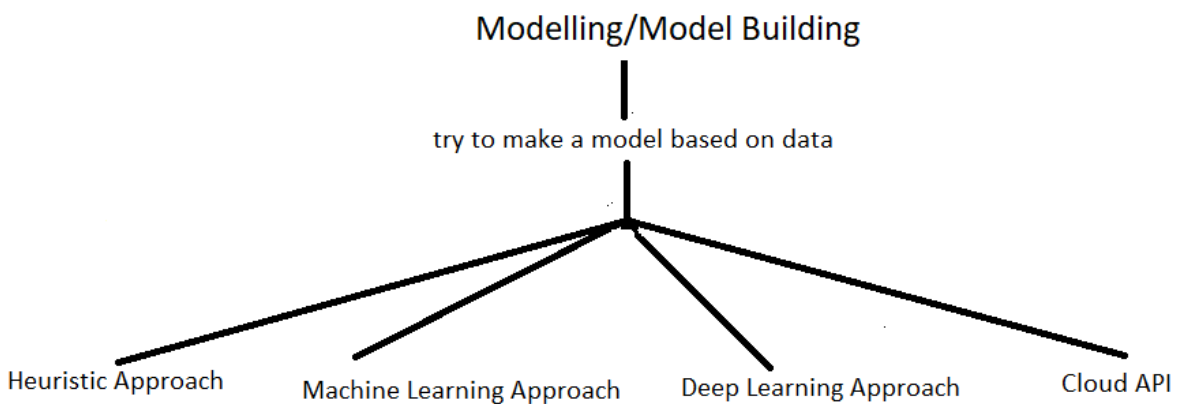 Modelling/Model Building
try to make a model based on data
Heuristic Approach
Machine Learning Approach
Deep Learning Approach
Cloud API